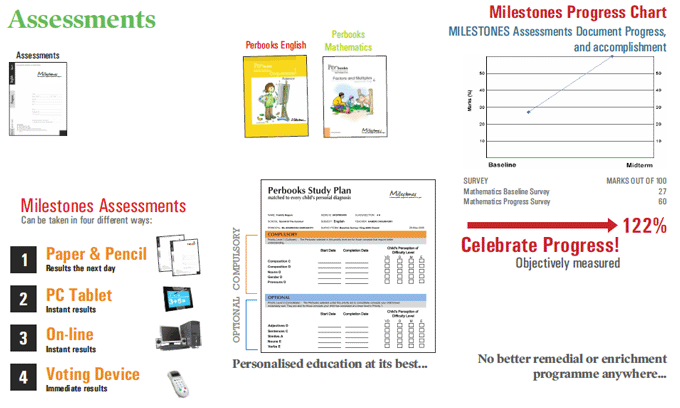 Assessments
Assessments
Milestones
Perbooks English
Perbooks
Mathematics
Perbooks
Perbooks
Factors and Multiples
Milestones Progress Chart
MILESTONES Assessments Document Progress,
and accomplishment
Marks (%)
50
40
30
20
10
50
40
30
20
10
Baseline
Midterm
SURVEY
MARKS OUT OF 100
Mathematics Baseline Survey
27
Mathematics Progress Survey
60
122%
Celebrate Progress!
Objectively measured
Milestones Assessments
Can be taken in four different ways:
1
Paper & Pencil
Results the next day
2
PC Tablet
Instant results
3
On-line
Instant results
4
Voting Device
Immediate results
Perbooks Study Plan
matched to every child's personal diagnosis
Milestones
COMPULSORY
COMPULSORY
Start Date
Completion Date
Child's Perception of
Difficulty Level
Composition C
Composition D
Nouns D
Gender B
Pronouns D
OPTIONAL
OPTIONAL
Start Date
Completion Date
Child's Perception of
Difficulty Level
Adjectives D
Sentences C
Similes A
Nouns B
Verbs E
Personalised education at its best...
No better remedial or enrichment
programme anywhere...